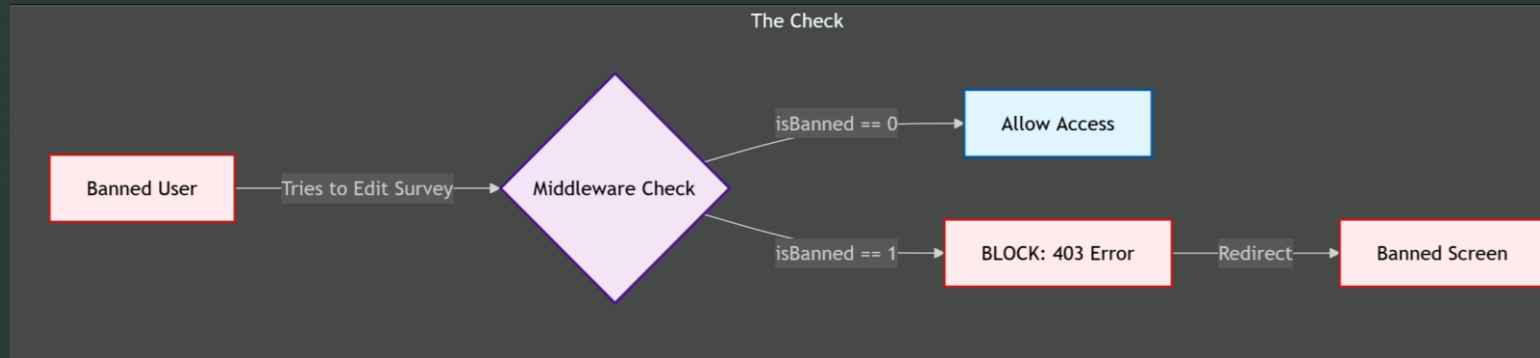 The Check
Banned User
Tries to Edit Survey
Middleware Check
isBanned == 0
Allow Access
isBanned == 1
BLOCK: 403 Error
Redirect
Banned Screen